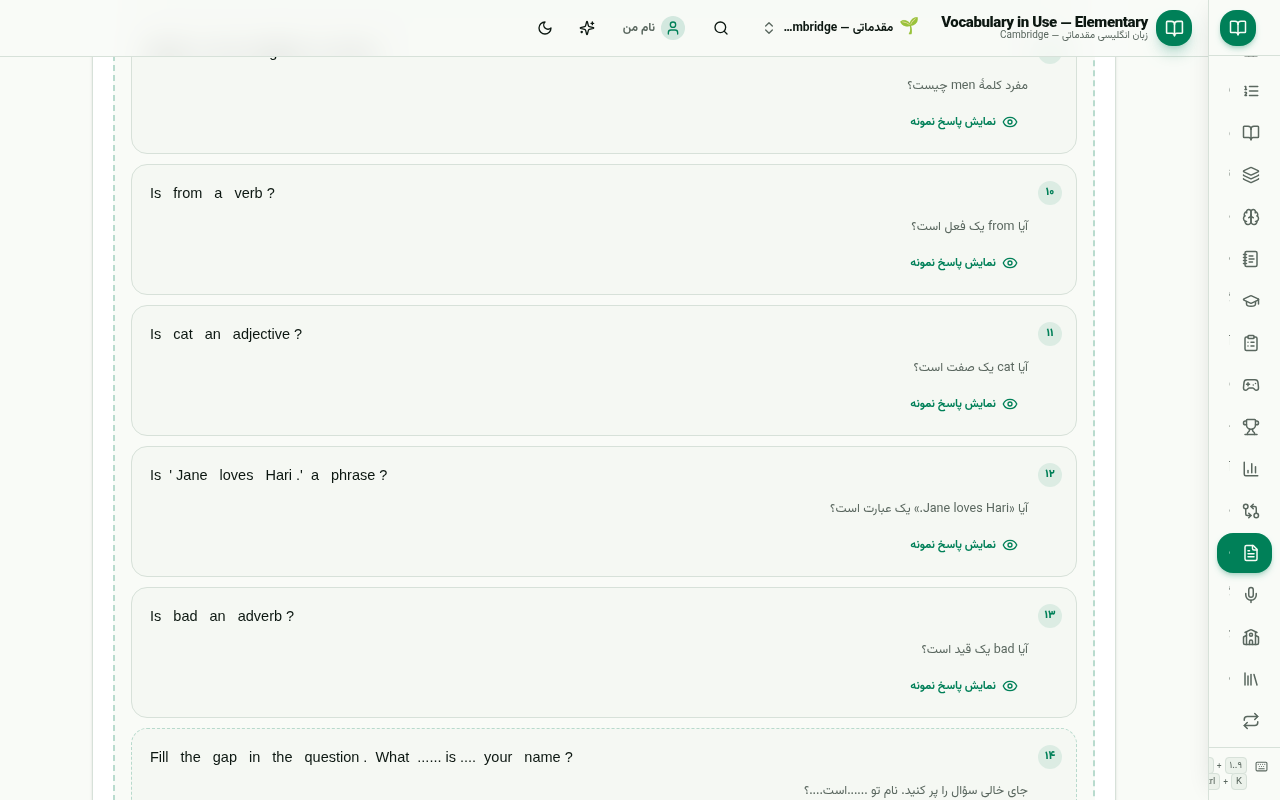 Vocabulary in Use — Elementary
زبان انگلیسی مقدماتی — Cambridge
مقدماتی — mbridge...
نام من
مفرد کلمهٔ men چیست؟
نمایش پاسخ نمونه
۱۰
Is from a verb ?
آیا from یک فعل است؟
نمایش پاسخ نمونه
۱۱
Is cat an adjective ?
آیا cat یک صفت است؟
نمایش پاسخ نمونه
۱۲
Is ' Jane loves Hari .' a phrase ?
آیا «Jane loves Hari.» یک عبارت است؟
نمایش پاسخ نمونه
۱۳
Is bad an adverb ?
آیا bad یک قید است؟
نمایش پاسخ نمونه
۱۴
Fill the gap in the question . What ...... is .... your name ?
جای خالی سؤال را پر کنید. نام تو ......است....؟
+ ۱..۹
trl + K